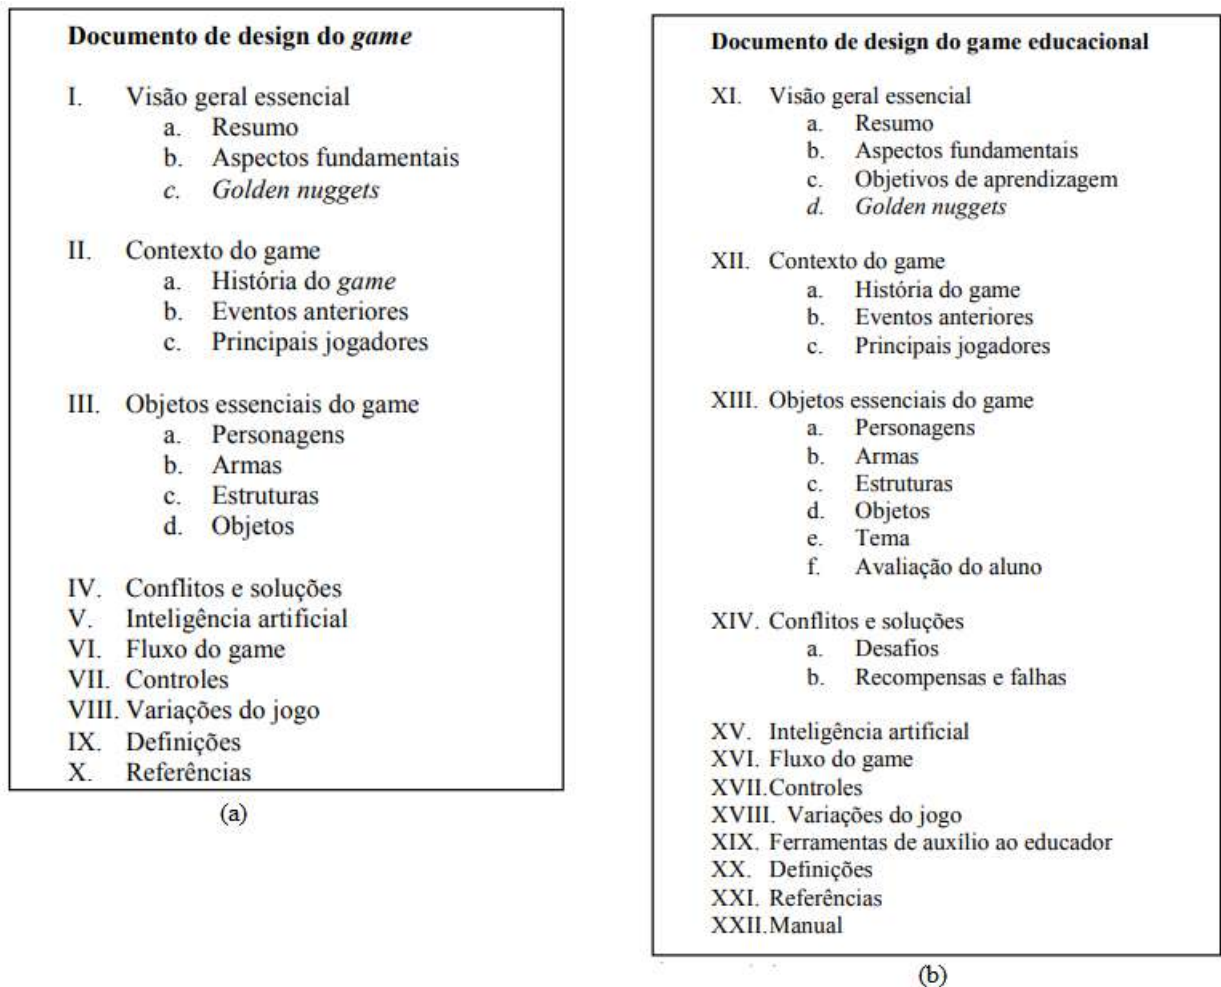 Documento de design do game
I. Visão geral essencial
a. Resumo
b. Aspectos fundamentais
c. Golden nuggets
II. Contexto do game
a. História do game
b. Eventos anteriores
c. Principais jogadores
III. Objetos essenciais do game
a. Personagens
b. Armas
c. Estruturas
d. Objetos
IV. Conflitos e soluções
V. Inteligência artificial
VI. Fluxo do game
VII. Controles
VIII. Variações do jogo
IX. Definições
X. Referências
(a)
Documento de design do game educacional
XI. Visão geral essencial
a. Resumo
b. Aspectos fundamentais
c. Objetivos de aprendizagem
d. Golden nuggets
XII. Contexto do game
a. História do game
b. Eventos anteriores
c. Principais jogadores
XIII. Objetos essenciais do game
a. Personagens
b. Armas
c. Estruturas
d. Objetos
e. Tema
f. Avaliação do aluno
XIV. Conflitos e soluções
a. Desafios
b. Recompensas e falhas
XV. Inteligência artificial
XVI. Fluxo do game
XVII.Controles
XVIII. Variações do jogo
XIX. Ferramentas de auxílio ao educador
XX. Definições
XXI. Referências
XXII.Manual
(b)